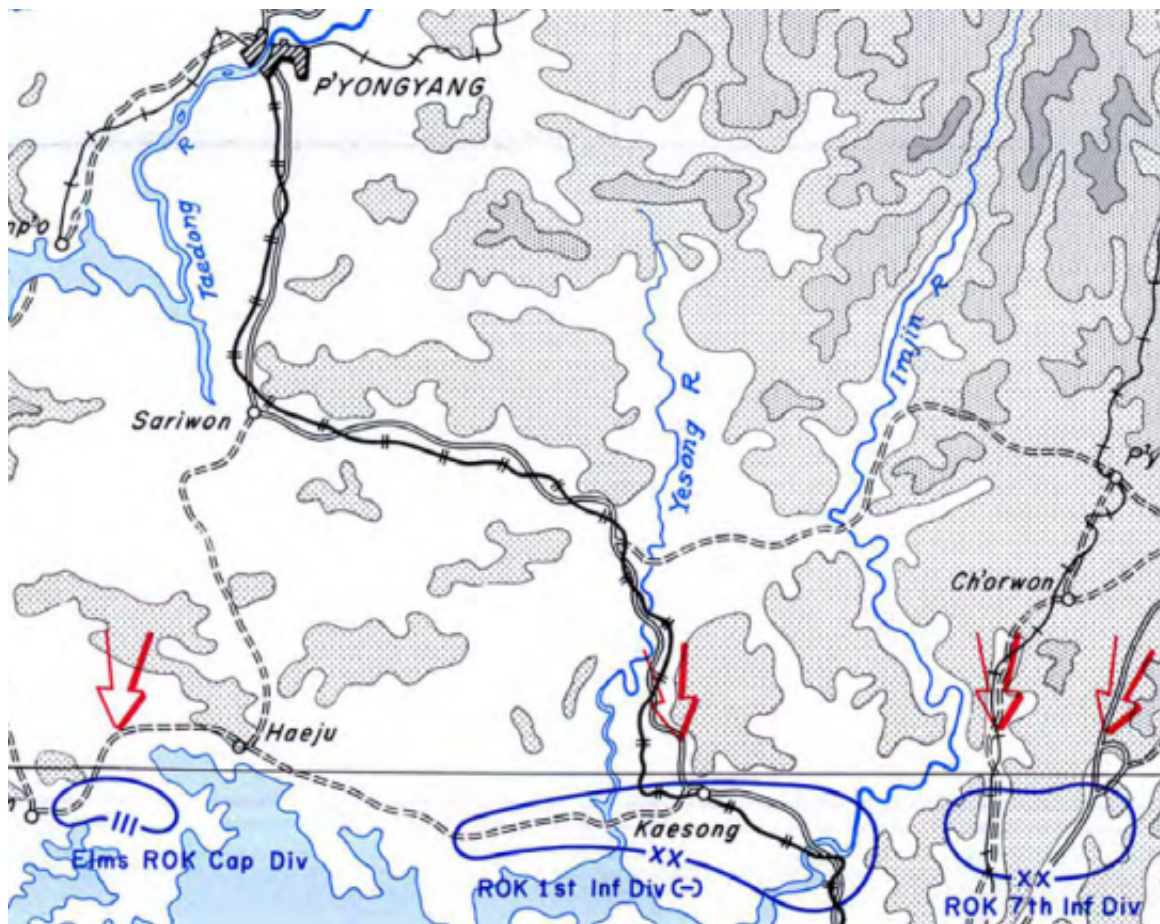 P'YONGYANG
np'o
Taedong R
Sariwon
Yesong R
Imjin R
P'y
Ch'orwon
Haeju
n
III
Elms ROK Cap Div
Kaesong
XX
ROK 1st Inf Div (-)
XX
ROK 7th Inf Div